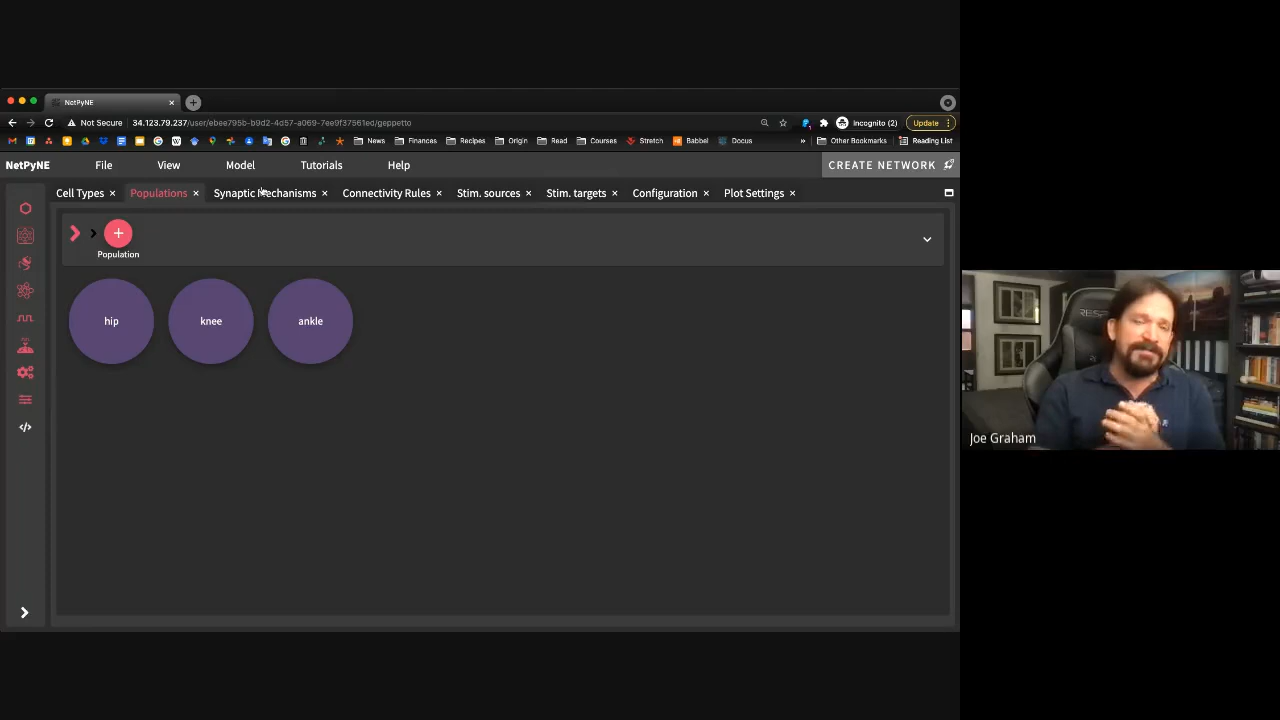 NetPyNE
Not Secure 34.123.79.237/user/ebee795b-b9d2-4d57-a069-7ee9f37561ed/geppetto Incognito (2) Update
News Finances Recipes Origin Read Courses Stretch Babbel Docus » Other Bookmarks Reading List
NetPyNE File View Model Tutorials Help CREATE NETWORK
Cell Types Populations Synaptic Mechanisms Connectivity Rules Stim. sources Stim. targets Configuration Plot Settings
Population
hip knee ankle
Joe Graham